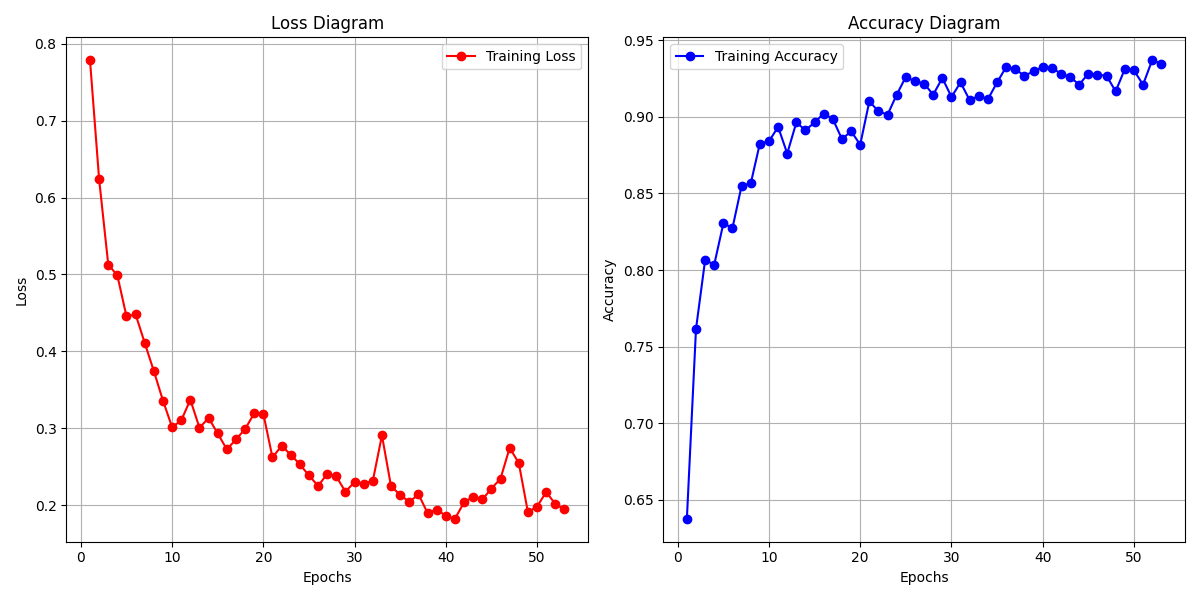 Loss Diagram
Training Loss
0.8
0.7
0.6
0.5
0.4
0.3
0.2
Loss
0 10 20 30 40 50
Epochs
Accuracy Diagram
Training Accuracy
0.95
0.90
0.85
0.80
0.75
0.70
0.65
Accuracy
0 10 20 30 40 50
Epochs